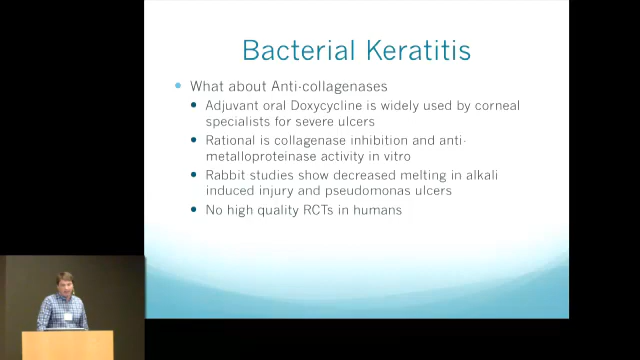 Bacterial Keratitis
What about Anti-collagenases
Adjuvant oral Doxycycline is widely used by corneal
specialists for severe ulcers
Rational is collagenase inhibition and anti-
metalloproteinase activity in vitro
Rabbit studies show decreased melting in alkali
induced injury and pseudomonas ulcers
No high quality RCTs in humans